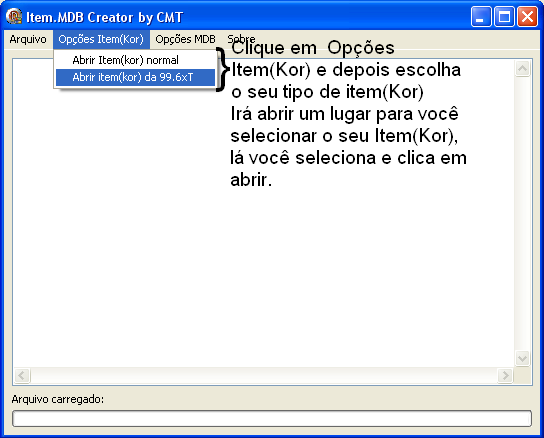 Item.MDB Creator by CMT
Arquivo Opções Item(Kor) Opções MDB Sobre
Abrir Item(kor) normal
Abrir item(kor) da 99.6xT
Clique em Opções
Item(Kor) e depois escolha
o seu tipo de item(Kor)
Irá abrir um lugar para você
selecionar o seu Item(Kor),
lá você seleciona e clica em
abrir.
Arquivo carregado: